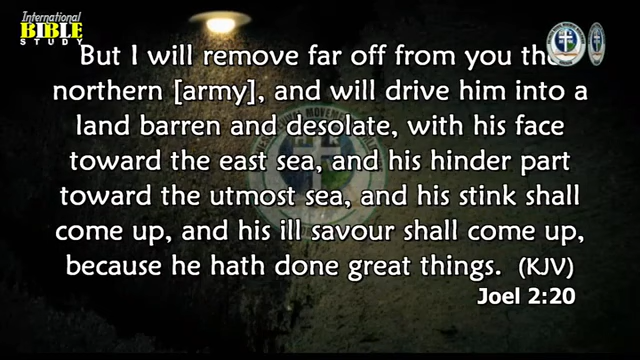 International
BIBLE
STUDY
But I will remove far off from you the
northern [army], and will drive him into a
land barren and desolate, with his face
toward the east sea, and his hinder part
toward the utmost sea, and his stink shall
come up, and his ill savour shall come up,
because he hath done great things. (KJV)
Joel 2:20